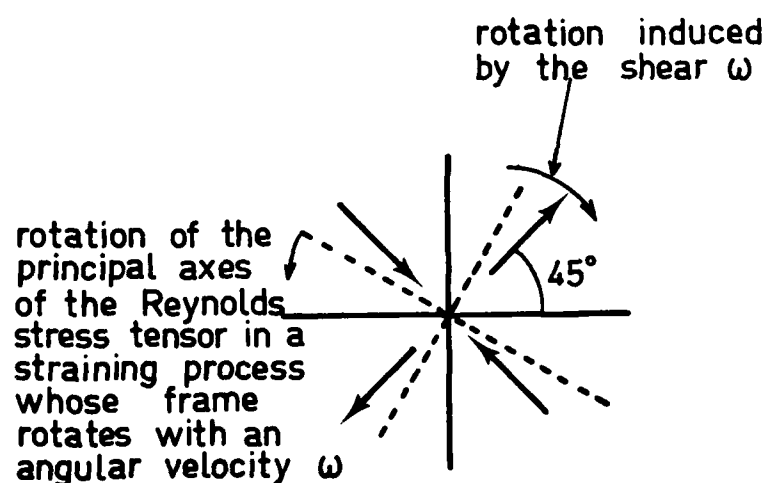 rotation induced
by the shear ω
45°
rotation of the
principal axes
of the Reynolds
stress tensor in a
straining process
whose frame
rotates with an
angular velocity ω